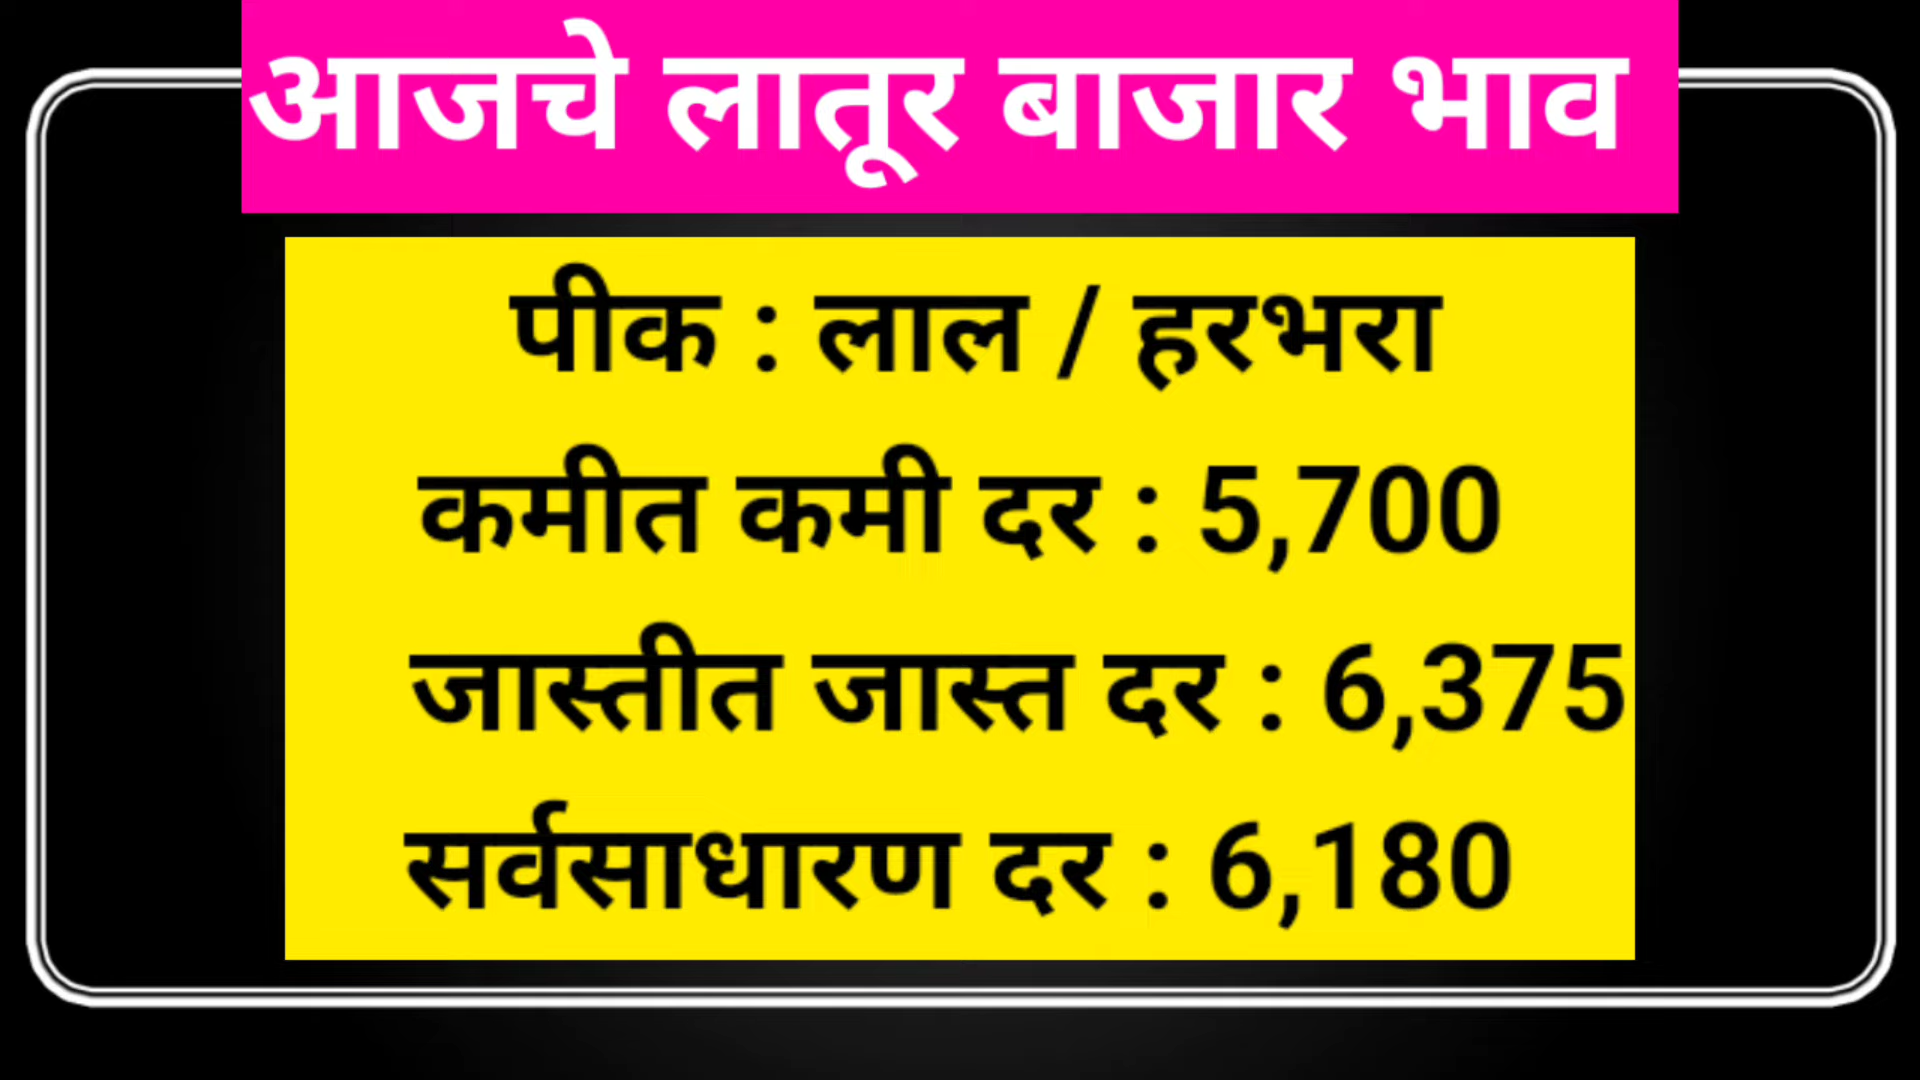 आजचे लातूर बाजार भाव
पीक : लाल / हरभरा
कमीत कमी दर : 5,700
जास्तीत जास्त दर : 6,375
सर्वसाधारण दर : 6,180